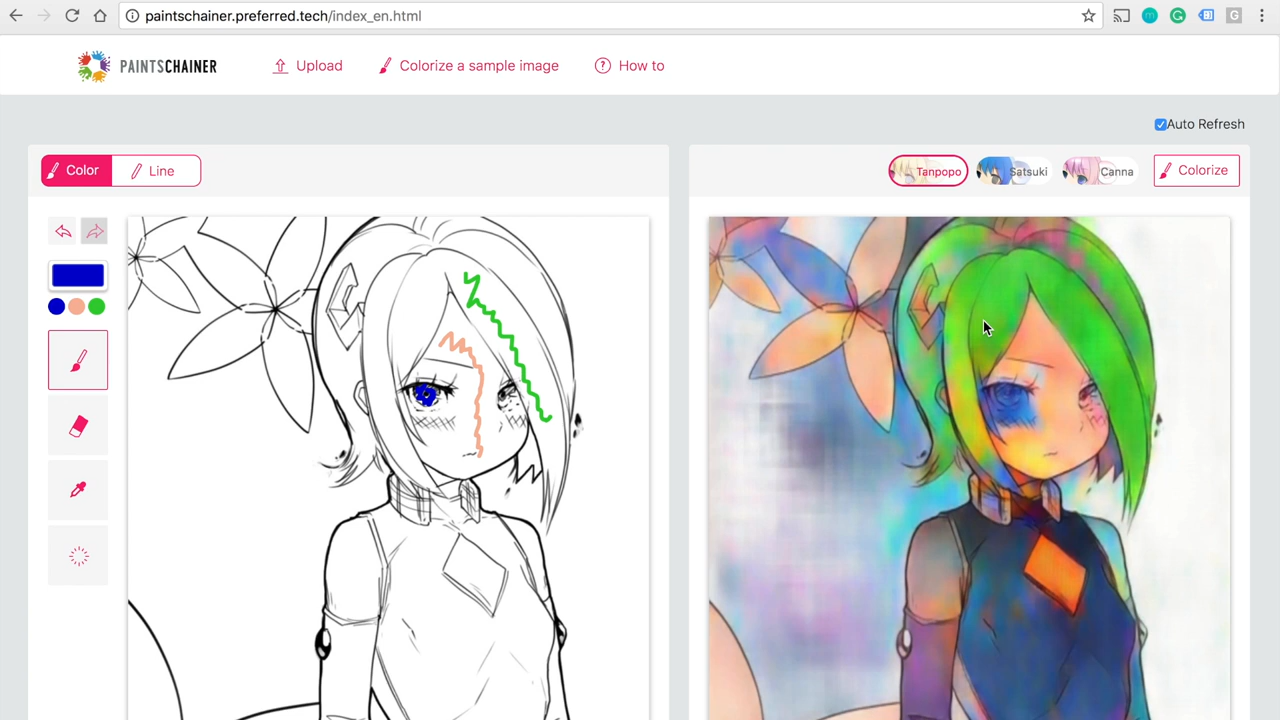 paintschainer.preferred.tech/index_en.html
PAINTSCHAINER
Upload
Colorize a sample image
? How to
Auto Refresh
Color
Line
Tanpopo
Satsuki
Canna
Colorize